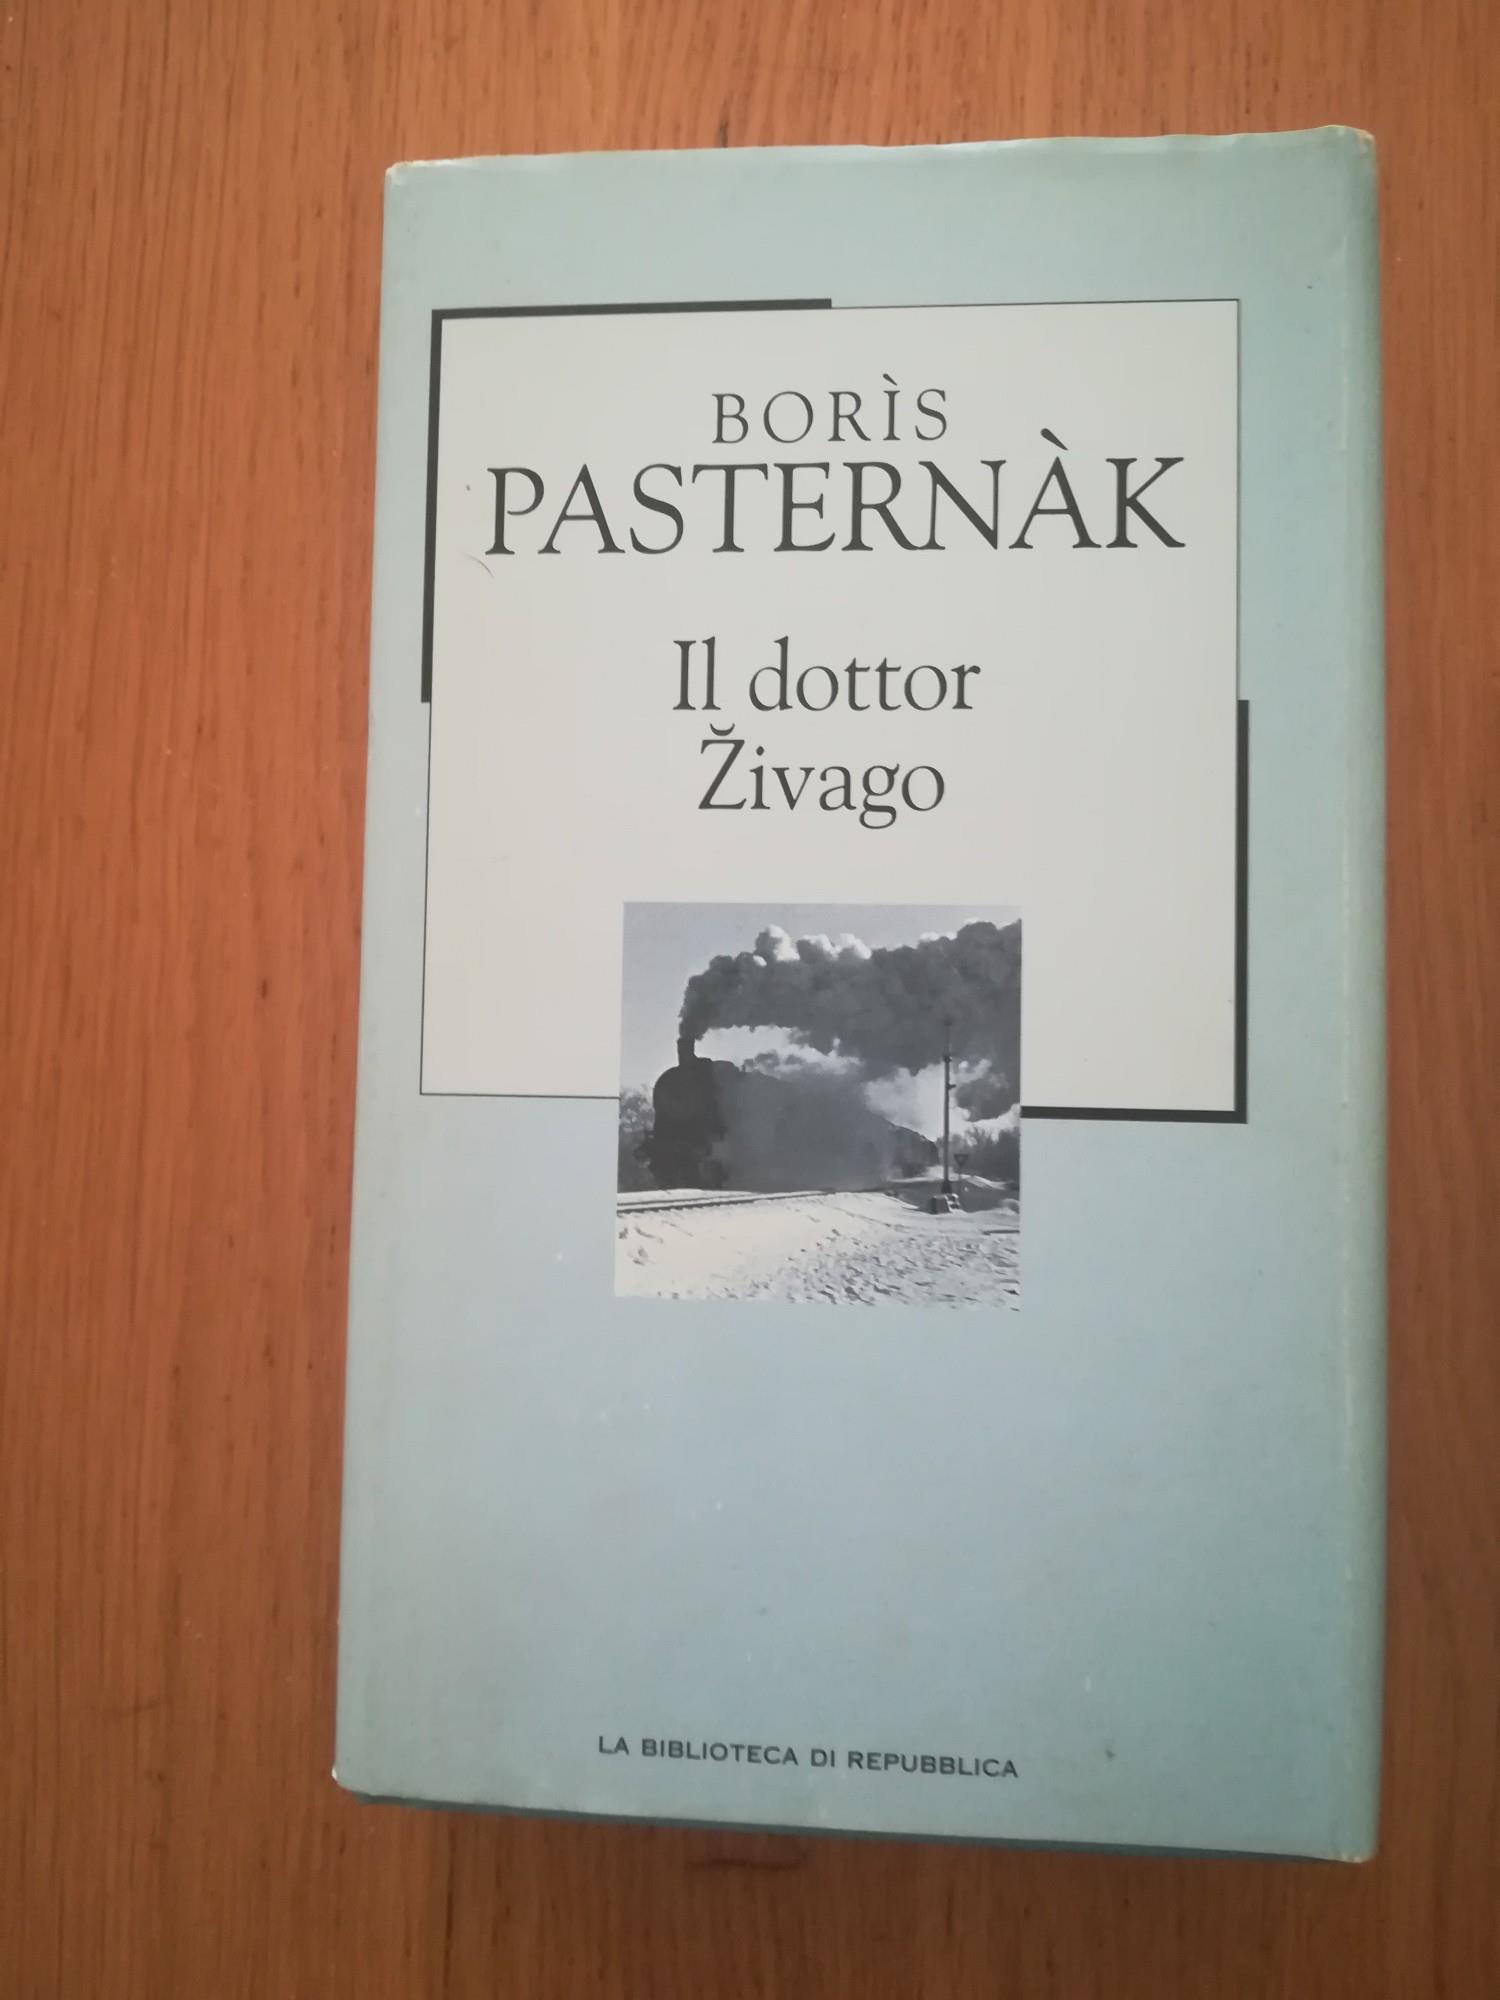 BORÌS
PASTERNÀK
Il dottor
Živago
LA BIBLIOTECA DI REPUBBLICA